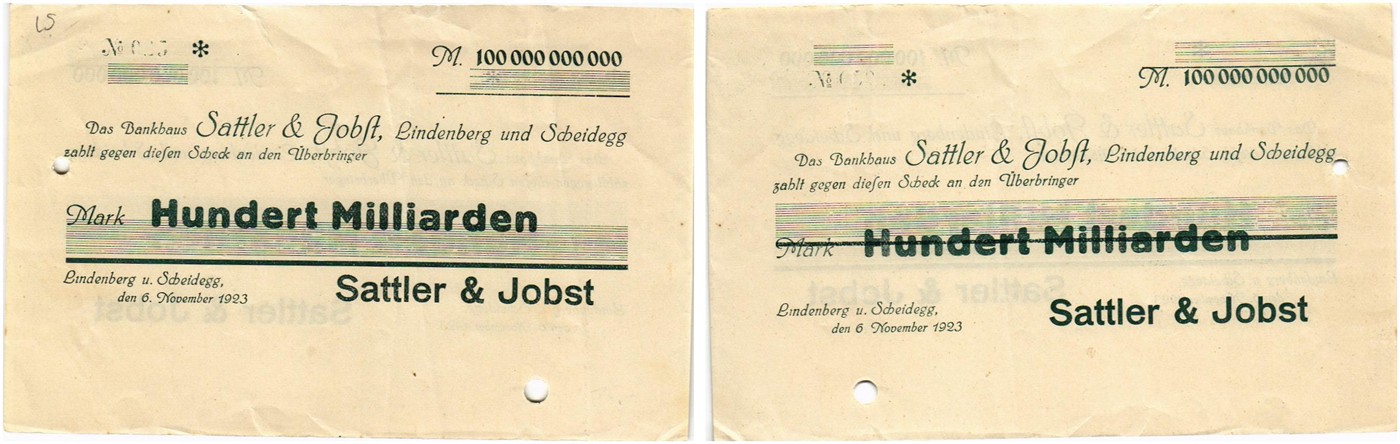 LS
№ 025 *
M. 100 000 000 000
Das Bankhaus Sattler & Jobst, Lindenberg und Scheidegg
zahlt gegen diesen Scheck an den Überbringer
Mark Hundert Milliarden
Lindenberg u. Scheidegg,
den 6. November 1923
Sattler & Jobst
№ *
M. 100 000 000 000
Das Bankhaus Sattler & Jobst, Lindenberg und Scheidegg
zahlt gegen diesen Scheck an den Überbringer
Mark Hundert Milliarden
Lindenberg u. Scheidegg,
den 6 November 1923
Sattler & Jobst